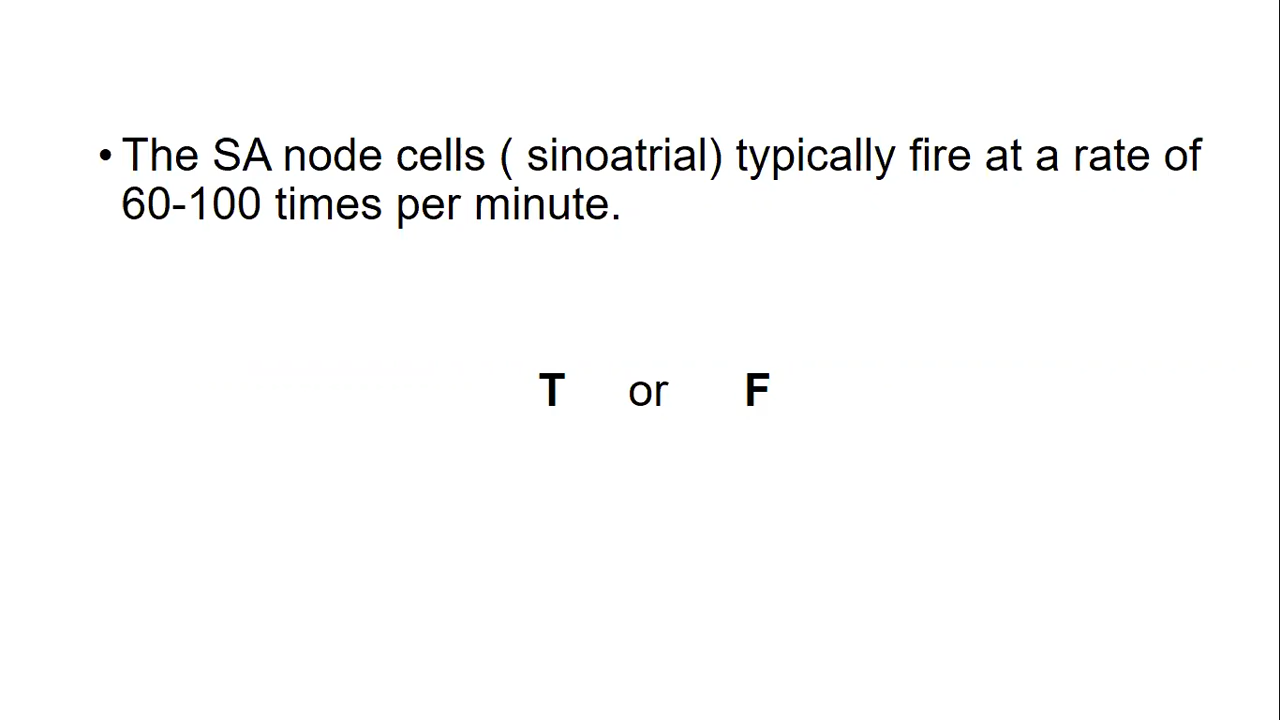 • The SA node cells ( sinoatrial) typically fire at a rate of
60-100 times per minute.
T or F